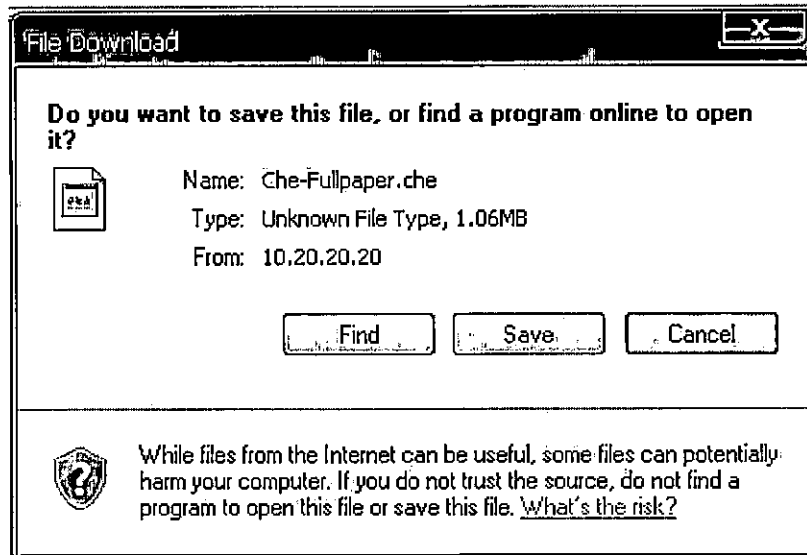 File Download
X
Do you want to save this file, or find a program online to open
it?
Name: Che-Fullpaper.che
Type: Unknown File Type, 1.06MB
From: 10.20.20.20
Find Save Cancel
While files from the Internet can be useful, some files can potentially
harm your computer. If you do not trust the source, do not find a
program to open this file or save this file. What's the risk?